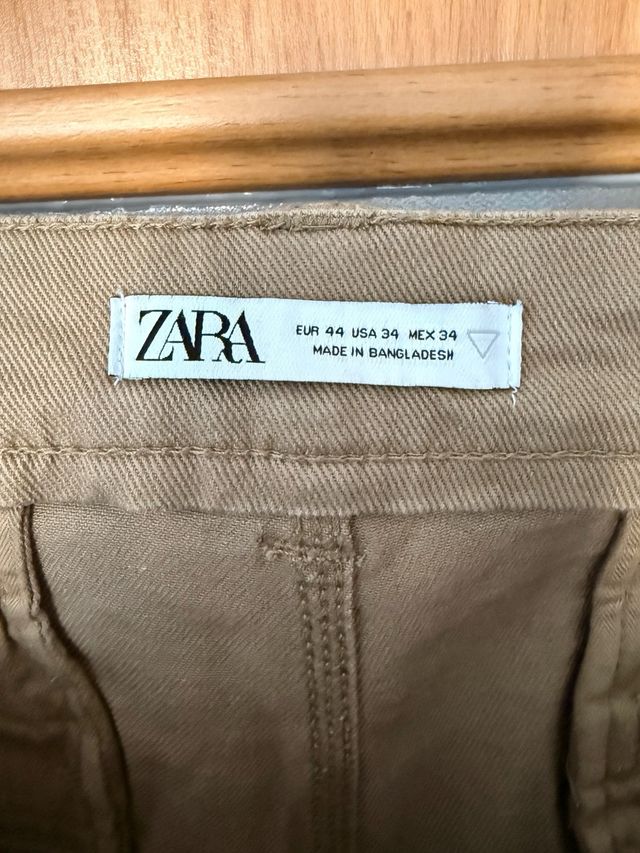 ZARA
EUR 44 USA 34 MEX 34
MADE IN BANGLADESH